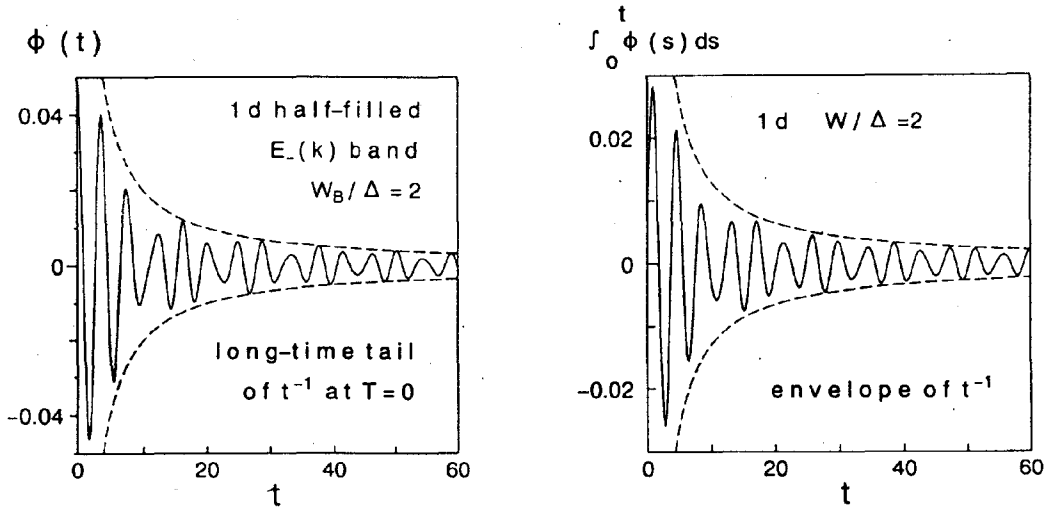 ϕ (t)
0.04
0
-0.04
1d half-filled
E₋(k) band
W_B / Δ = 2
long-time tail
of t⁻¹ at T=0
0 20 40 60
t
∫₀ᵗ ϕ (s) ds
0.02
0
-0.02
1d W / Δ =2
envelope of t⁻¹
0 20 40 60
t